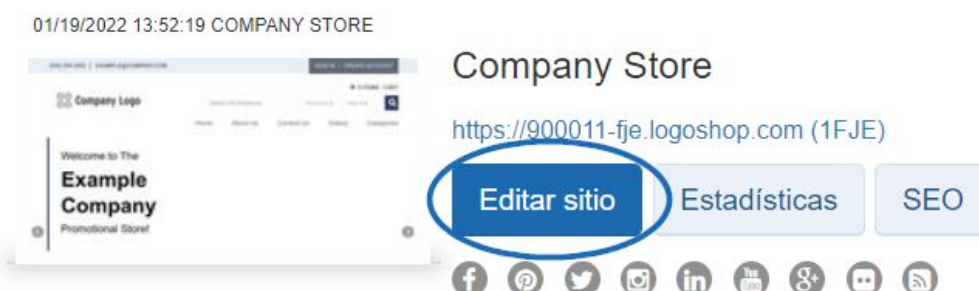 01/19/2022 13:52:19 COMPANY STORE
Company Logo
Welcome to The
Example
Company
Promotional Store!
Company Store
https://900011-fje.logoshop.com (1FJE)
Editar sitio
Estadísticas
SEO